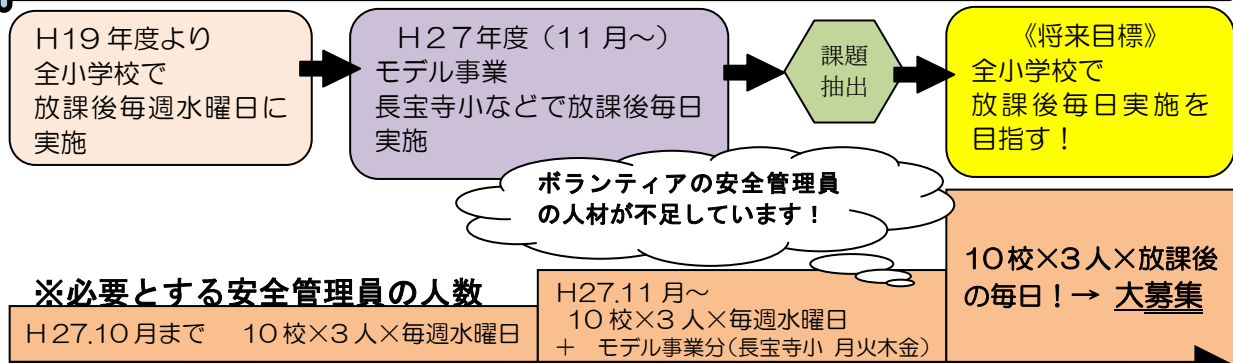 H19年度より
全小学校で
放課後毎週水曜日に
実施
H27年度（11月～）
モデル事業
長宝寺小などで放課後毎日
実施
課題
抽出
《将来目標》
全小学校で
放課後毎日実施を
目指す！
ボランティアの安全管理員
の人材が不足しています！
※必要とする安全管理員の人数
H27.10月まで　10校×3人×毎週水曜日
H27.11月～
10校×3人×毎週水曜日
＋　モデル事業分（長宝寺小 月火木金）
10校×3人×放課後
の毎日！→ 大募集